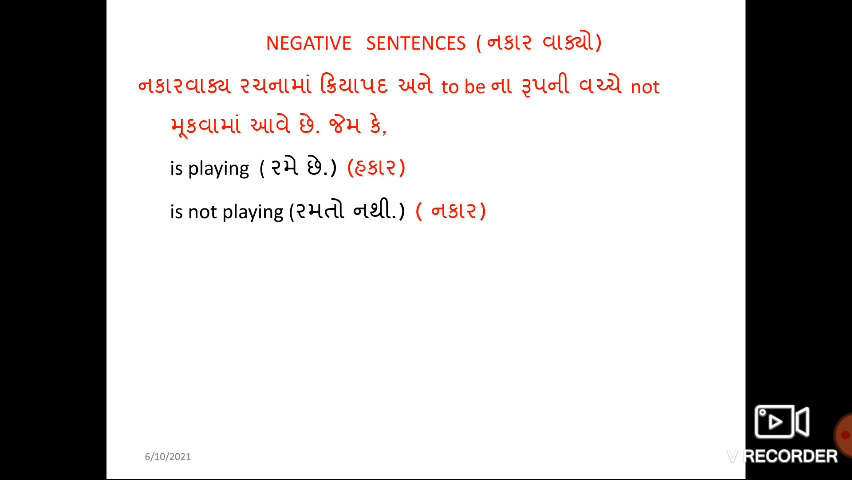 NEGATIVE SENTENCES ( નકાર વાક્યો)
નકારવાક્ય રચનામાં ક્રિયાપદ અને to be ના રૂપની વચ્ચે not
મૂકવામાં આવે છે. જેમ કે,
is playing ( રમે છે.) (હકાર)
is not playing (રમતો નથી.) ( નકાર)
6/10/2021
V RECORDER